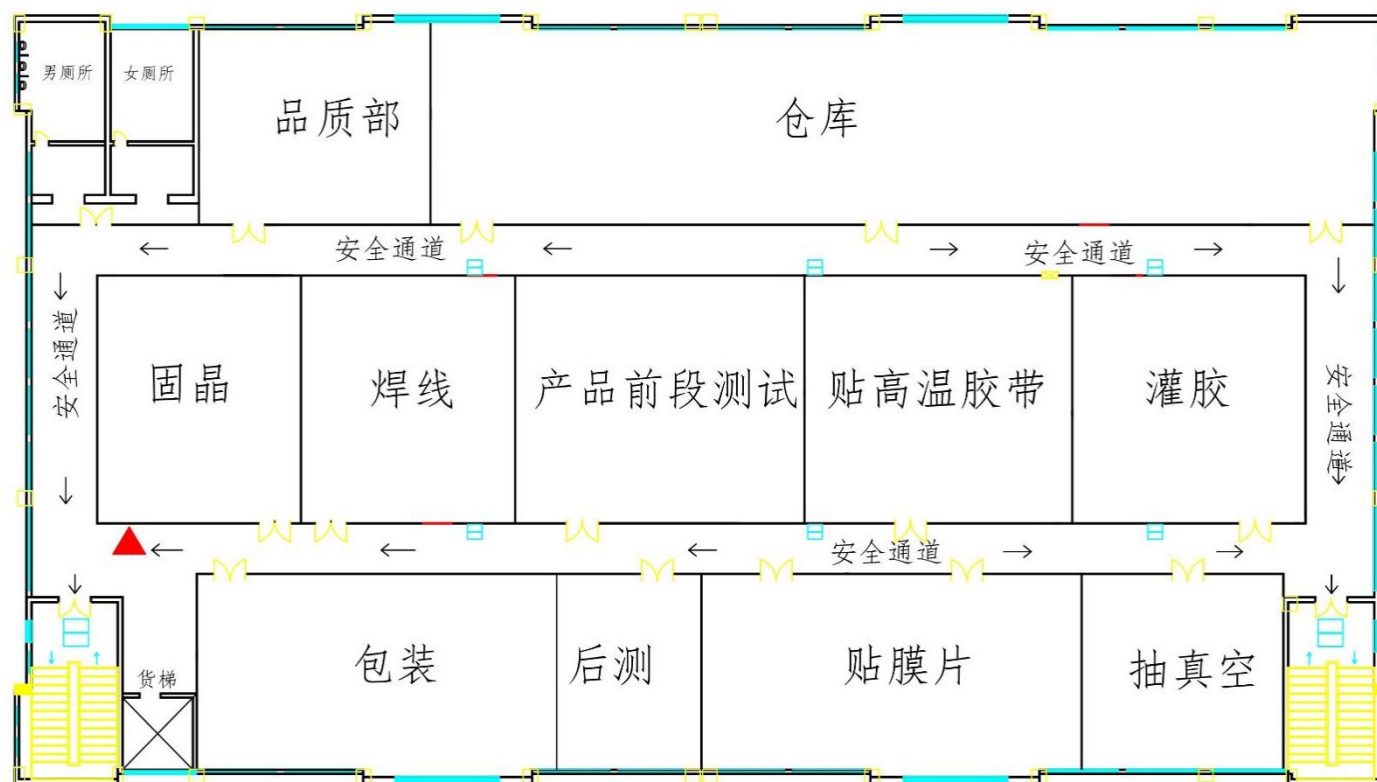 男厕所
女厕所
品质部
仓库
安全通道
安全通道
安全通道
固晶
焊线
产品前段测试
贴高温胶带
灌胶
安全通道
安全通道
包装
后测
贴膜片
抽真空
货梯